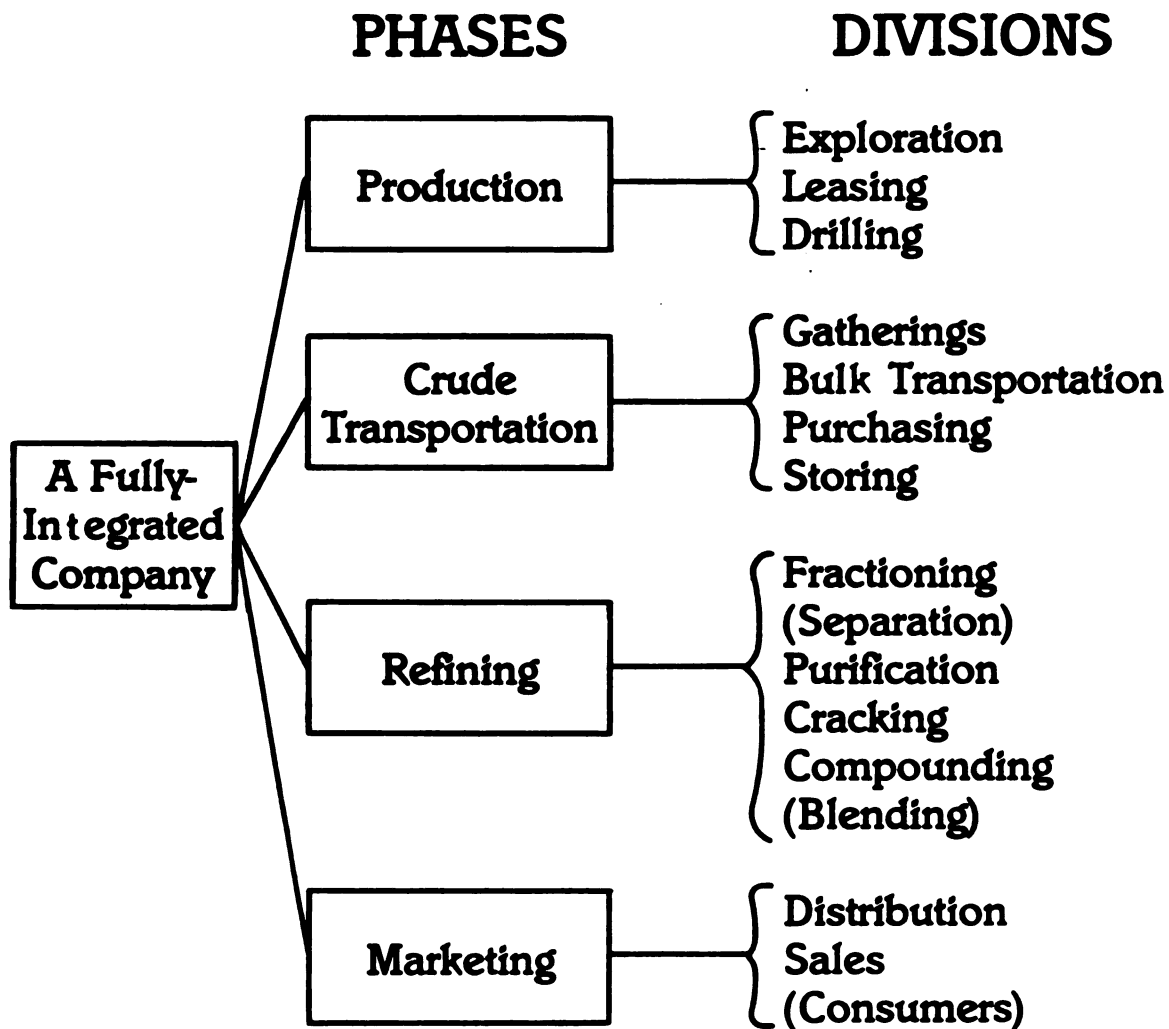 PHASES DIVISIONS
A Fully-
Integrated
Company
Production
Exploration
Leasing
Drilling
Crude
Transportation
Gatherings
Bulk Transportation
Purchasing
Storing
Refining
Fractioning
(Separation)
Purification
Cracking
Compounding
(Blending)
Marketing
Distribution
Sales
(Consumers)